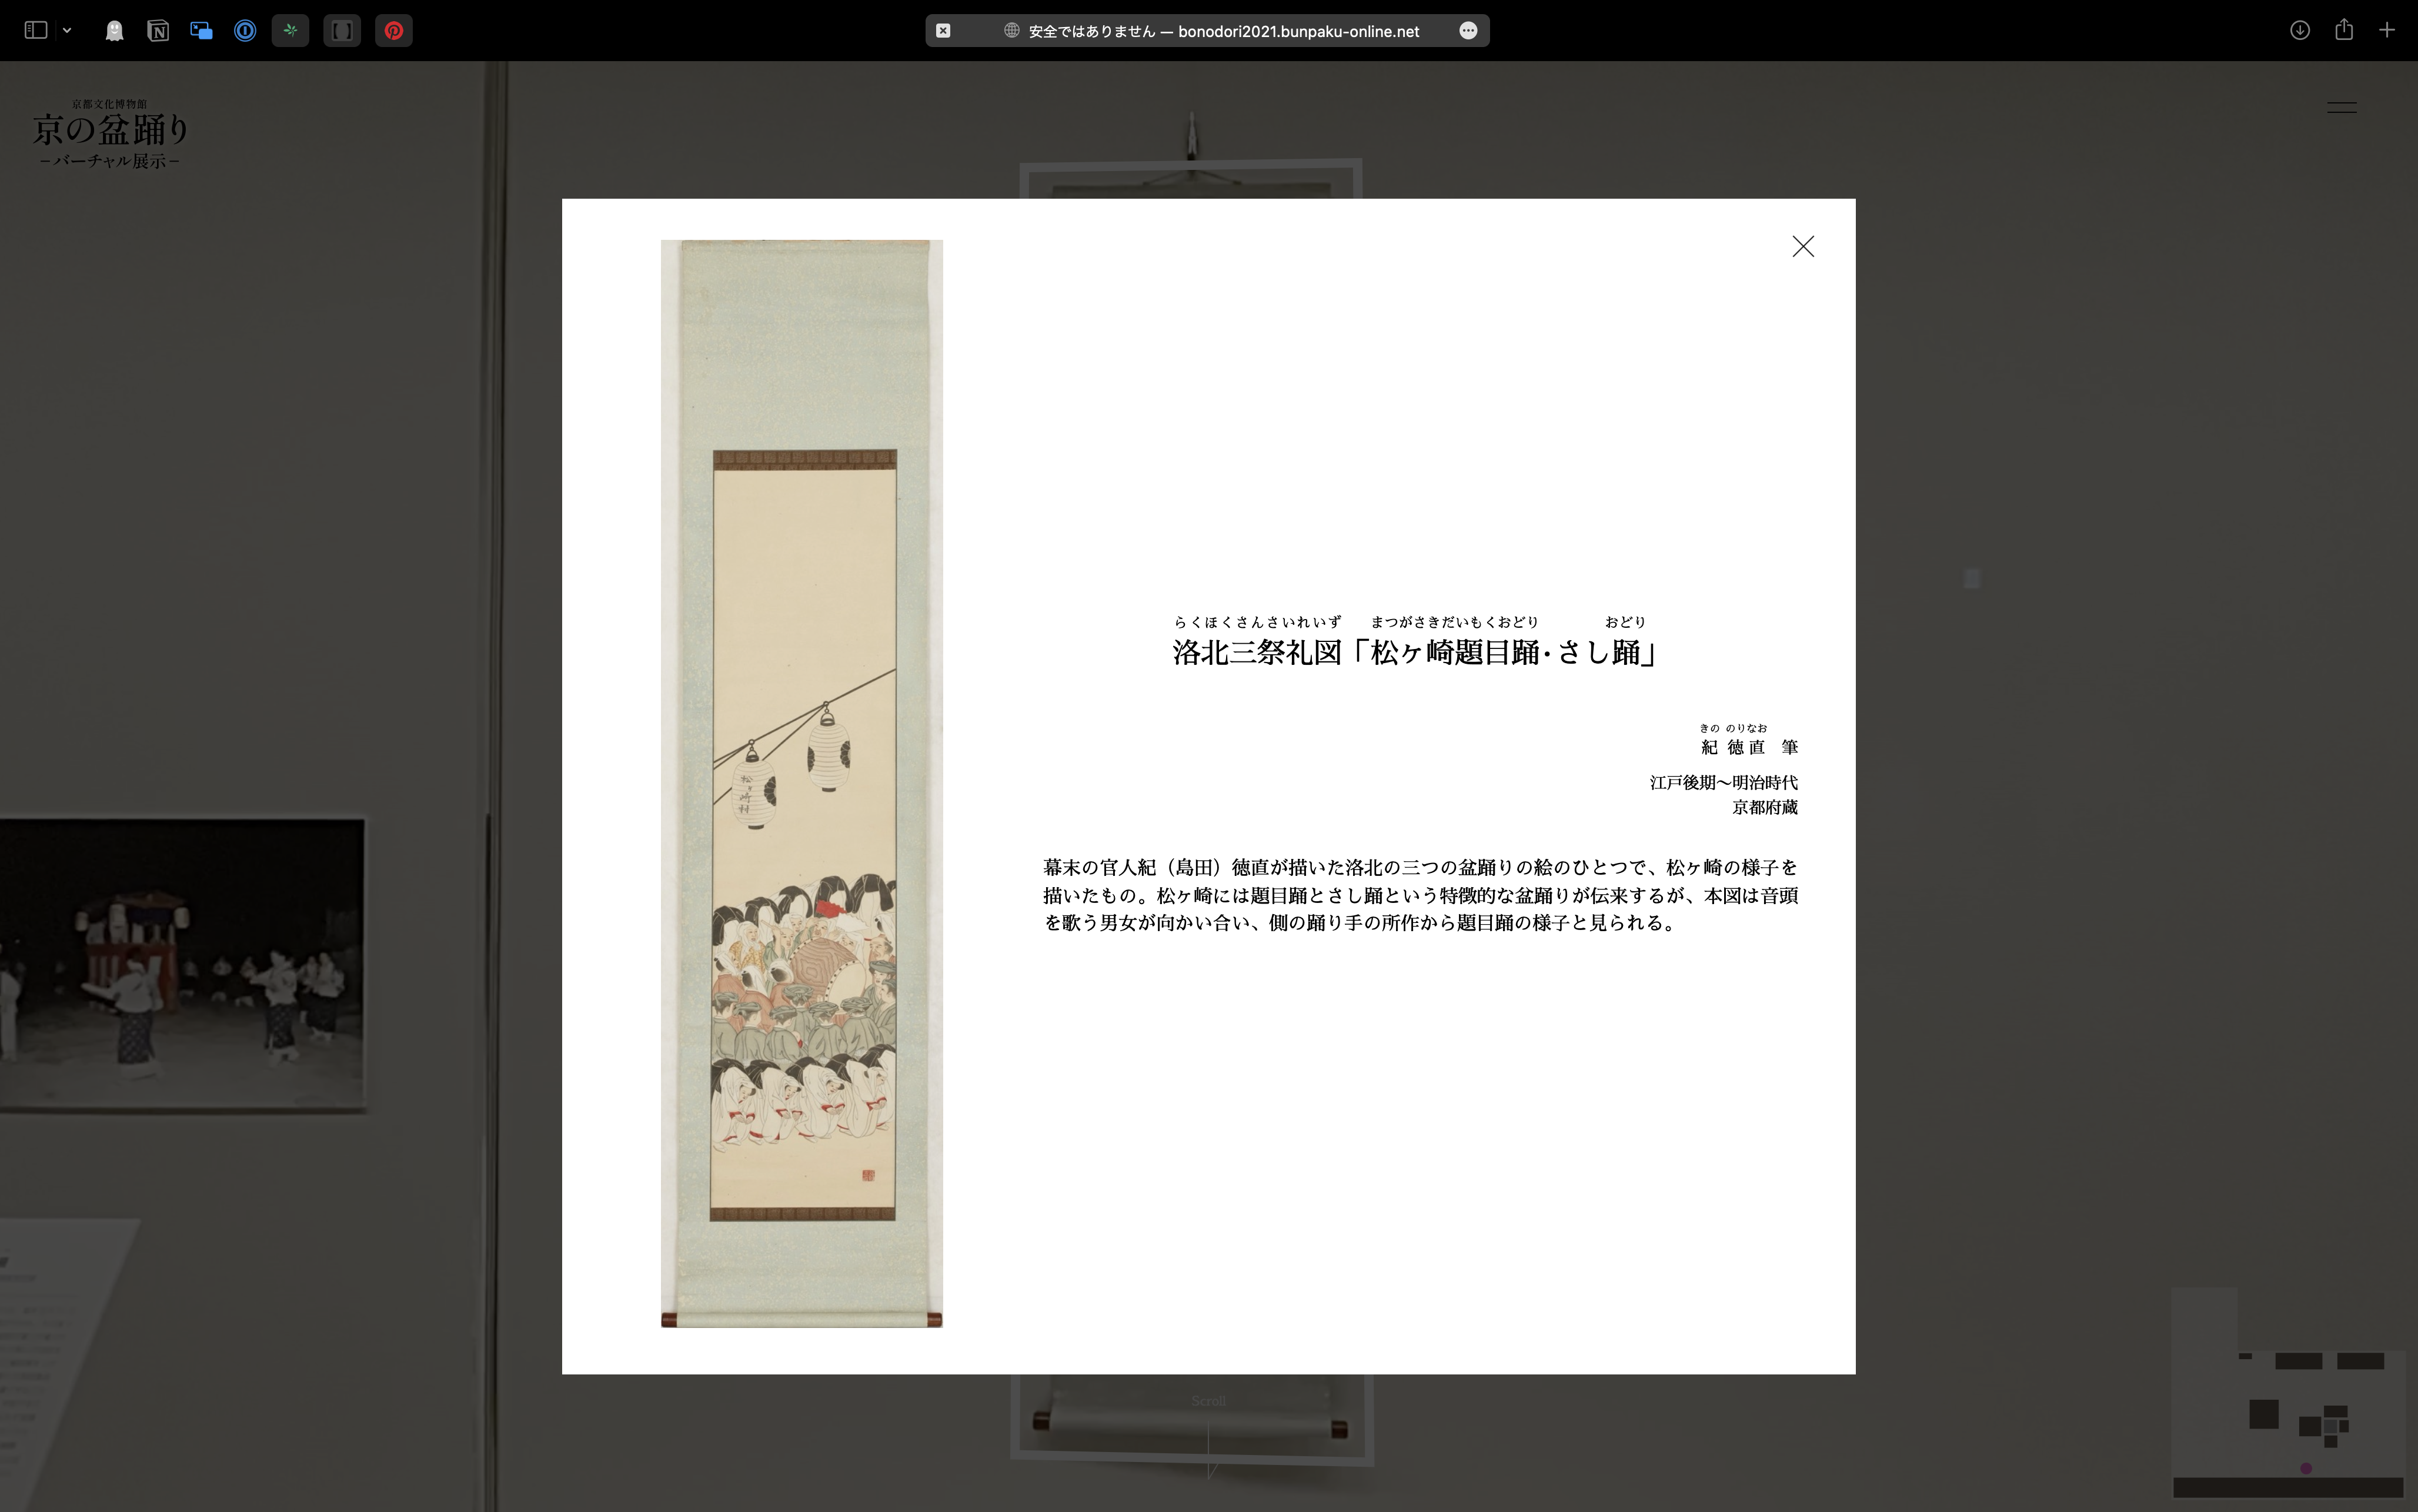 安全ではありません — bonodori2021.bunpaku-online.net
京都文化博物館
京の盆踊り
−バーチャル展示−
らくほくさんさいれいず まつがさきだいもくおどり おどり
洛北三祭礼図「松ヶ崎題目踊・さし踊」
きの のりなお
紀 徳直 筆
江戸後期〜明治時代
京都府蔵
幕末の官人紀（島田）徳直が描いた洛北の三つの盆踊りの絵のひとつで、松ヶ崎の様子を
描いたもの。松ヶ崎には題目踊とさし踊という特徴的な盆踊りが伝来するが、本図は音頭
を歌う男女が向かい合い、側の踊り手の所作から題目踊の様子と見られる。
松ヶ崎村
Scroll